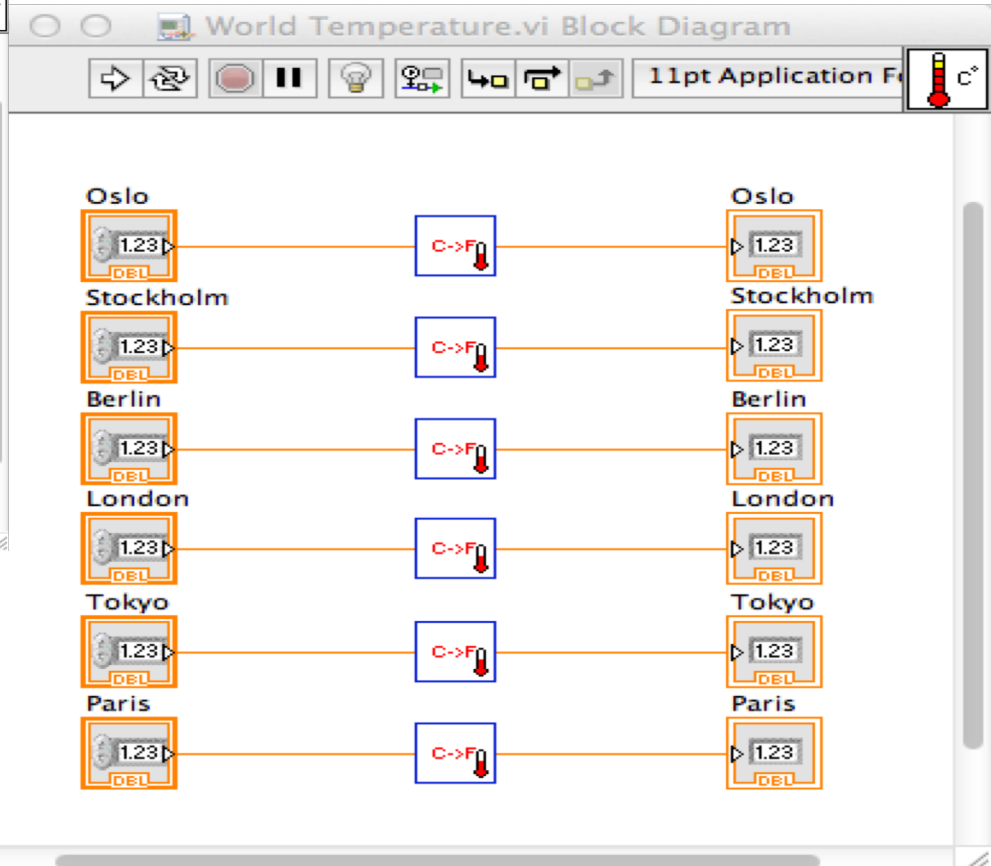 World Temperature.vi Block Diagram
11pt Application F
C°
Oslo Oslo
1.23 C->F 1.23
DBL DBL
Stockholm Stockholm
1.23 C->F 1.23
DBL DBL
Berlin Berlin
1.23 C->F 1.23
DBL DBL
London London
1.23 C->F 1.23
DBL DBL
Tokyo Tokyo
1.23 C->F 1.23
DBL DBL
Paris Paris
1.23 C->F 1.23
DBL DBL